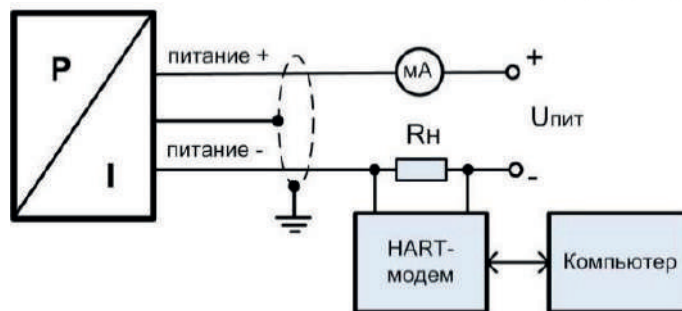 питание +
P
мА
+
Uпит
Rн
питание -
I
-
HART-
модем
Компьютер